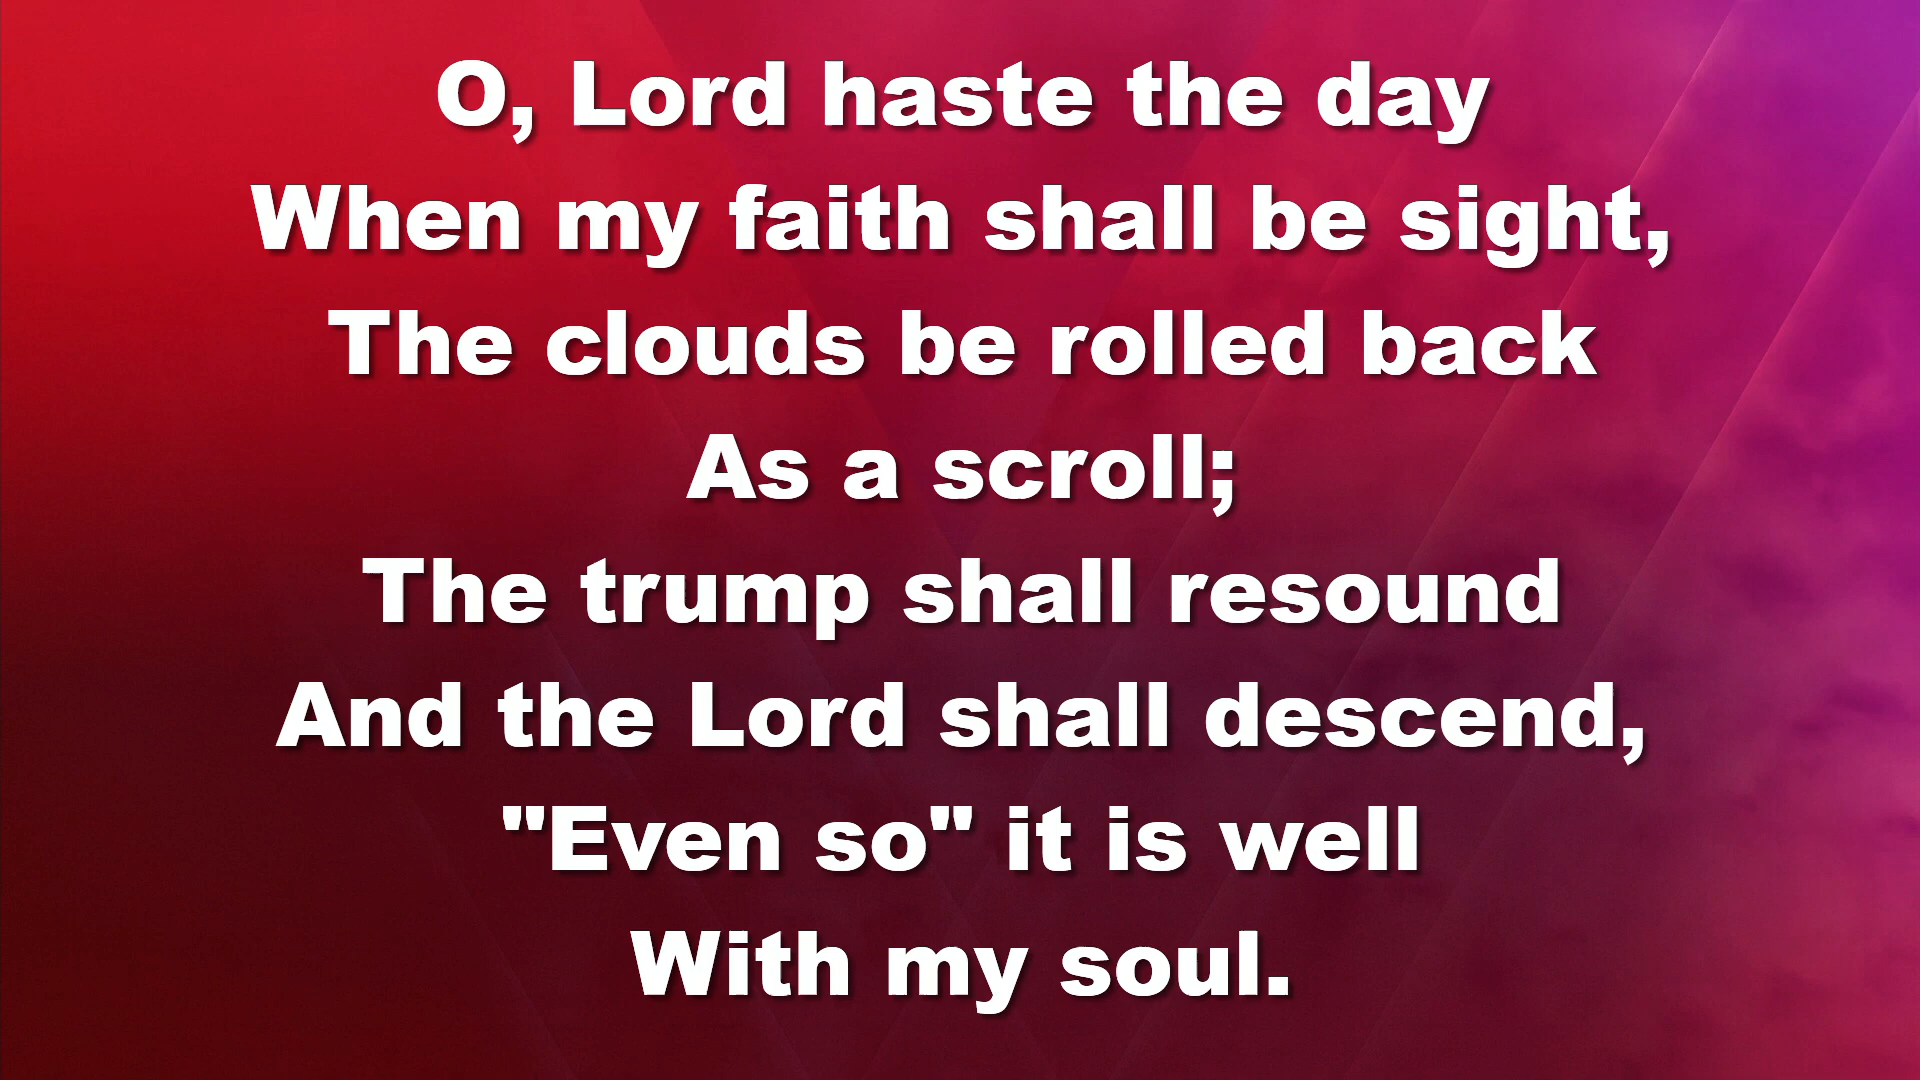 O, Lord haste the day
When my faith shall be sight,
The clouds be rolled back
As a scroll;
The trump shall resound
And the Lord shall descend,
"Even so" it is well
With my soul.